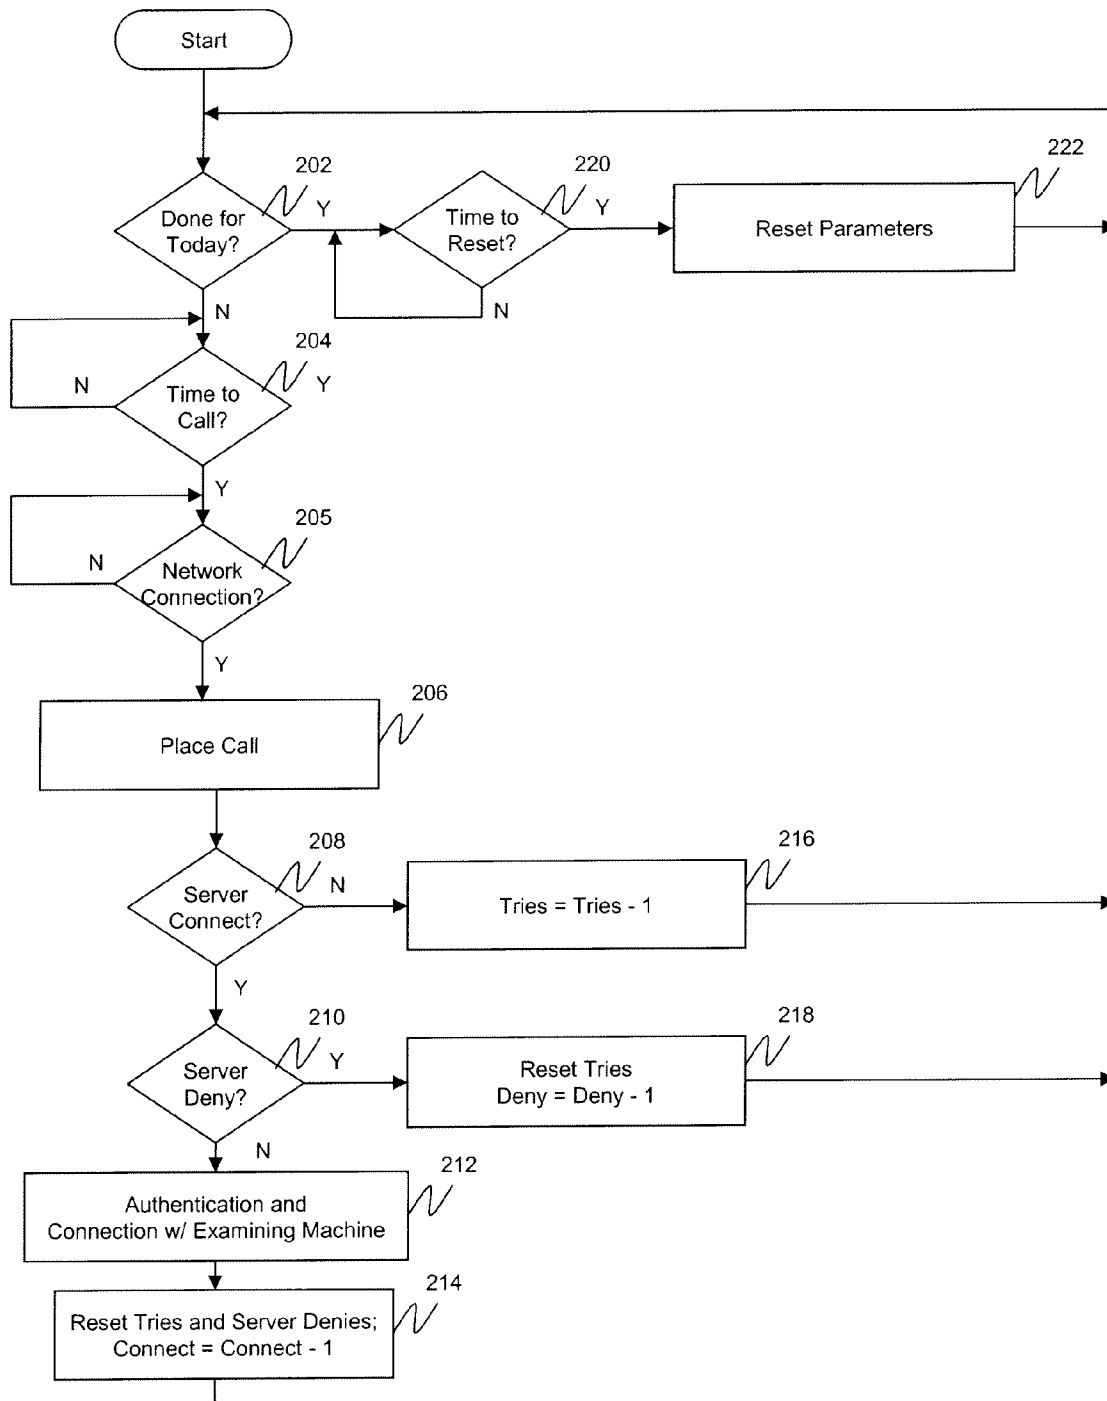 Start
202
Done for
Today?
Y
N
220
Time to
Reset?
Y
N
222
Reset Parameters
204
Time to
Call?
N
Y
Y
205
Network
Connection?
N
Y
206
Place Call
208
Server
Connect?
N
Y
216
Tries = Tries - 1
210
Server
Deny?
Y
N
218
Reset Tries
Deny = Deny - 1
212
Authentication and
Connection w/ Examining Machine
214
Reset Tries and Server Denies;
Connect = Connect - 1